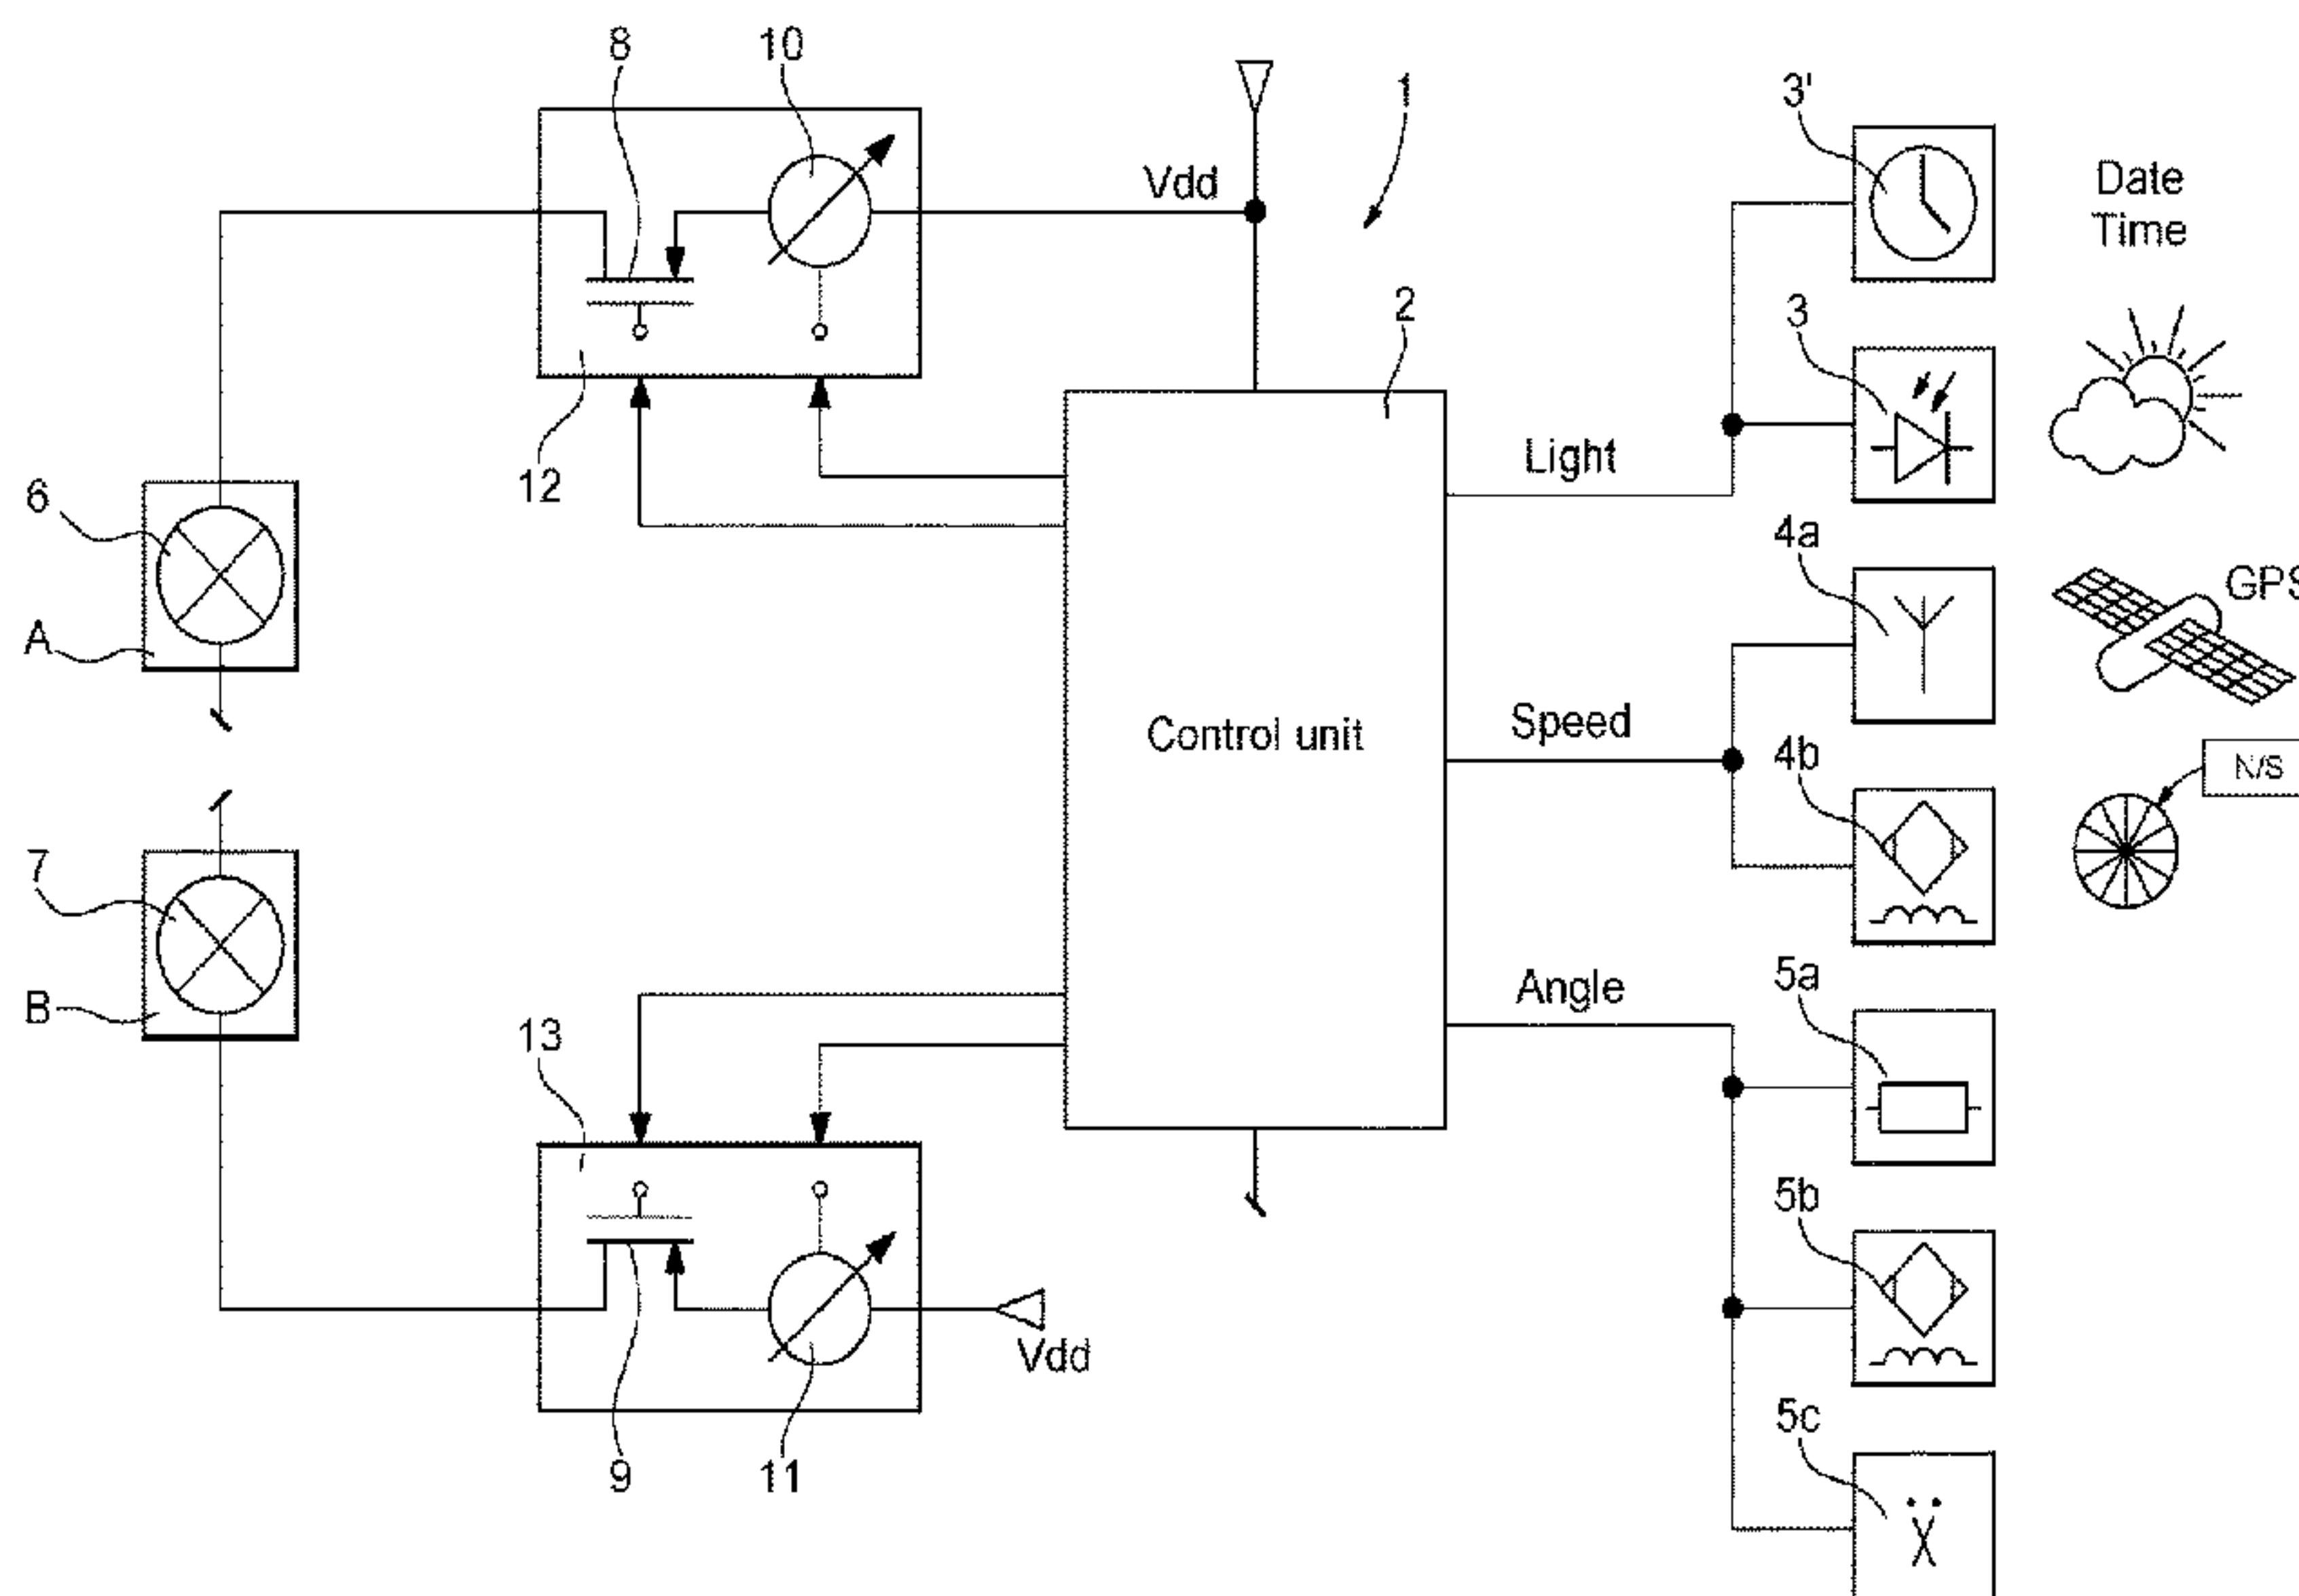 8
10
1
3'
Date
Time
Vdd
2
3
12
Light
6
4a
GPS
A
Speed
Control unit
4b
N/S
7
Angle
5a
B
13
5b
Vdd
5c
9
11
Ẍ